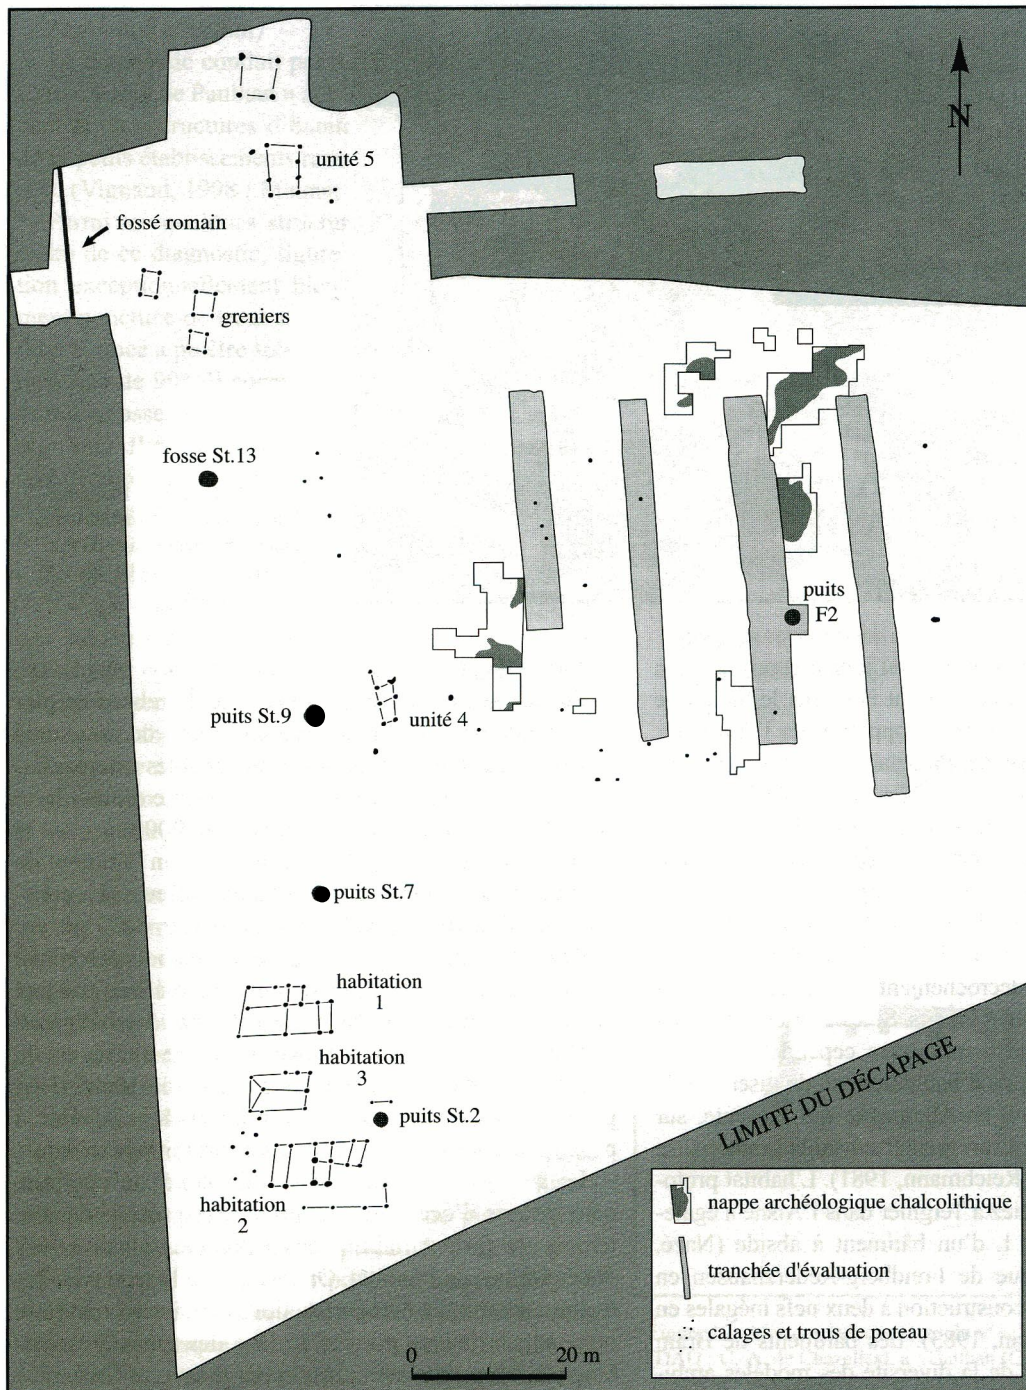 N
unité 5
fossé romain
greniers
fosse St.13
puits
F2
puits St.9
unité 4
puits St.7
habitation
1
habitation
3
puits St.2
habitation
2
LIMITE DU DÉCAPAGE
nappe archéologique chalcolithique
tranchée d'évaluation
calages et trous de poteau
0
20 m